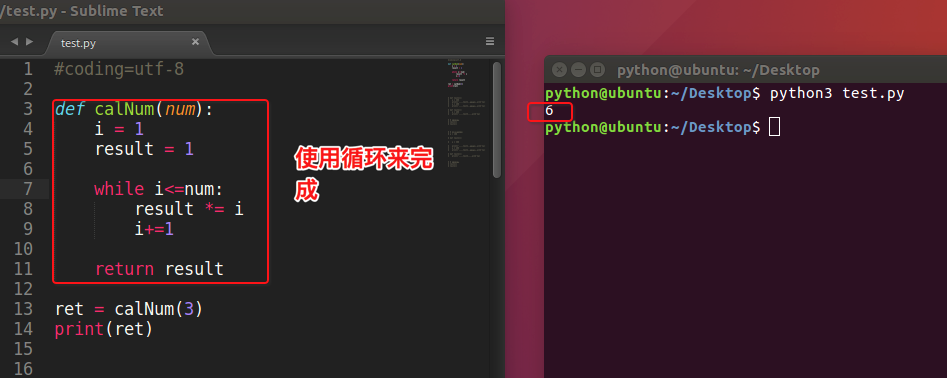 /test.py - Sublime Text
test.py
1 #coding=utf-8
2
3 def calNum(num):
4     i = 1
5     result = 1
6
7     while i<=num:
8         result *= i
9         i+=1
10
11     return result
12
13 ret = calNum(3)
14 print(ret)
15
16
使用循环来完
成
python@ubuntu: ~/Desktop
python@ubuntu:~/Desktop$ python3 test.py
6
python@ubuntu:~/Desktop$